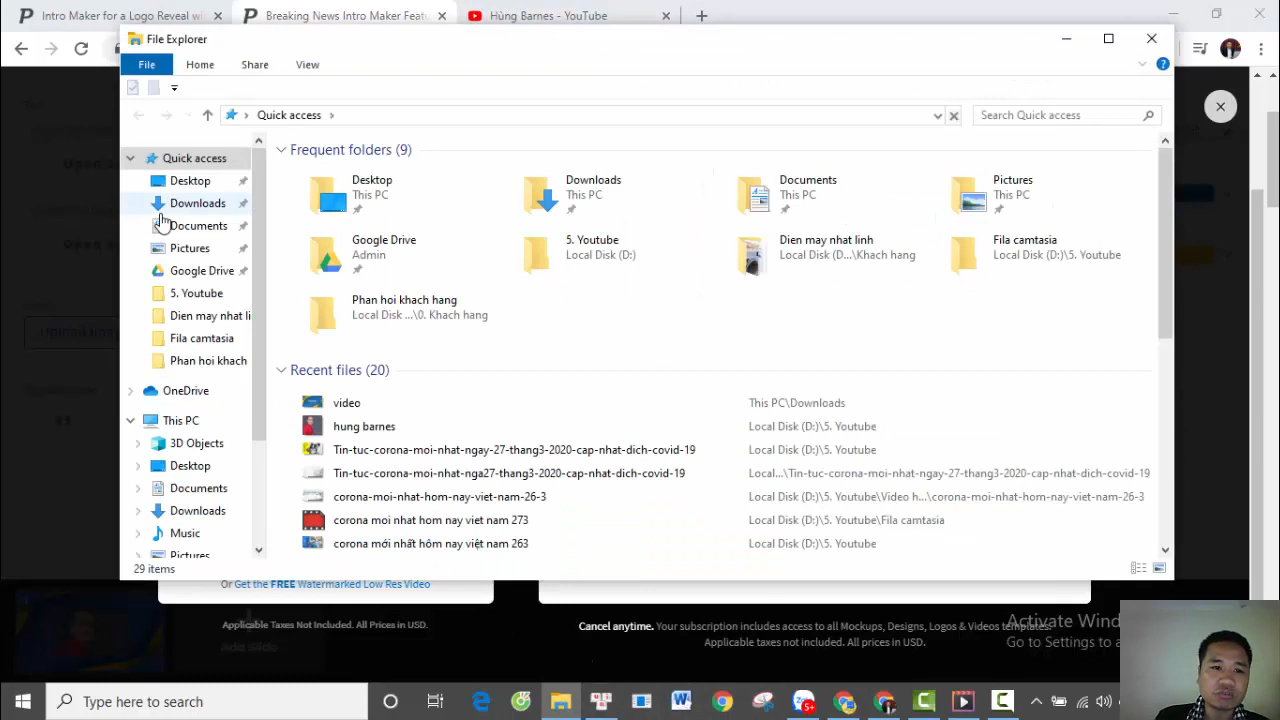 Intro Maker for a Logo Reveal wi
Breaking News Intro Maker Feat
Hùng Barnes - YouTube
File Explorer
File
Home
Share
View
Quick access
Search Quick access
Quick access
Desktop
Downloads
Documents
Pictures
Google Drive
5. Youtube
Dien may nhat li
Fila camtasia
Phan hoi khach
OneDrive
This PC
3D Objects
Desktop
Documents
Downloads
Music
Pictures
Frequent folders (9)
Desktop
This PC
Downloads
This PC
Documents
This PC
Pictures
This PC
Google Drive
Admin
5. Youtube
Local Disk (D:)
Dien may nhat linh
Local Disk (D...\Khach hang
Fila camtasia
Local Disk (D:)\5. Youtube
Phan hoi khach hang
Local Disk ...\0. Khach hang
Recent files (20)
video This PC\Downloads
hung barnes Local Disk (D:)\5. Youtube
Tin-tuc-corona-moi-nhat-ngay-27-thang3-2020-cap-nhat-dich-covid-19 Local Disk (D:)\5. Youtube
Tin-tuc-corona-moi-nhat-nga27-thang3-2020-cap-nhat-dich-covid-19 Local...\Tin-tuc-corona-moi-nhat-ngay-27-thang3-2020-cap-nhat-dich-covid-19
corona-moi-nhat-hom-nay-viet-nam-26-3 Local Disk (D:)\5. Youtube\Video h...\corona-moi-nhat-hom-nay-viet-nam-26-3
corona moi nhat hom nay viet nam 273 Local Disk (D:)\5. Youtube\Fila camtasia
corona mới nhất hôm nay việt nam 263 Local Disk (D:)\5. Youtube
29 items
Or Get the FREE Watermarked Low Res Video
Applicable Taxes Not Included. All Prices in USD.
Add Slide
Cancel anytime. Your subscription includes access to all Mockups, Designs, Logos & Videos templates.
Applicable taxes not included. All prices in USD.
Activate Wind
Go to Settings to a
Type here to search
5+